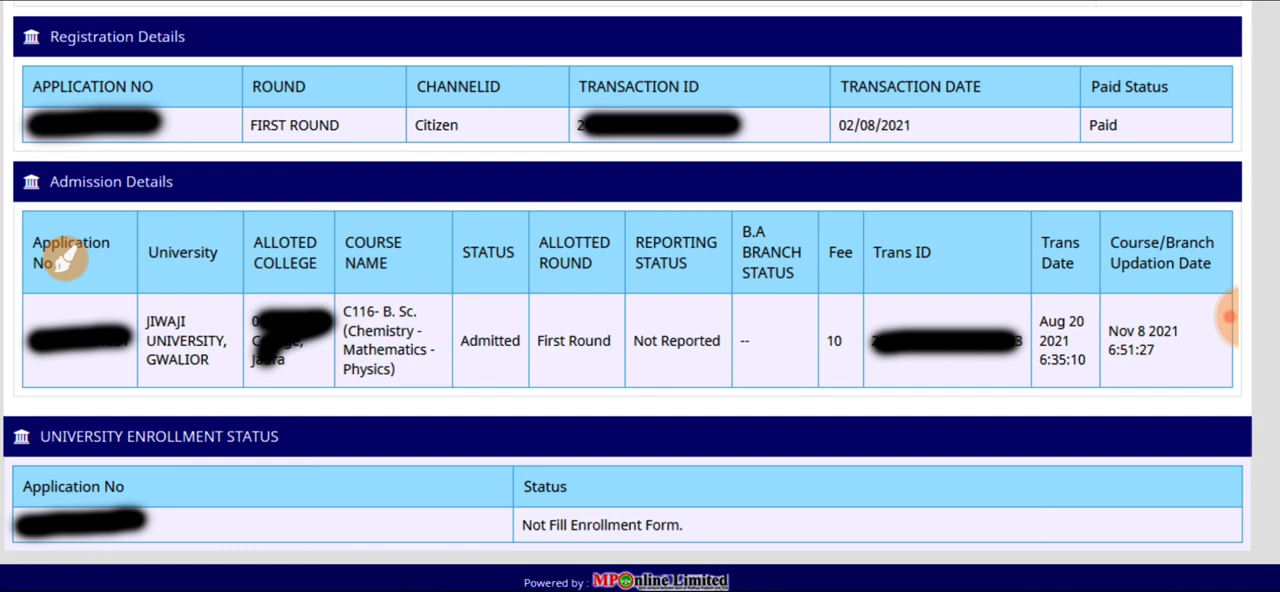 Registration Details
APPLICATION NO ROUND CHANNELID TRANSACTION ID TRANSACTION DATE Paid Status
FIRST ROUND Citizen 2 02/08/2021 Paid
Admission Details
Application No University ALLOTED COLLEGE COURSE NAME STATUS ALLOTTED ROUND REPORTING STATUS B.A BRANCH STATUS Fee Trans ID Trans Date Course/Branch Updation Date
JIWAJI UNIVERSITY, GWALIOR
C116- B. Sc. (Chemistry - Mathematics - Physics)
Admitted First Round Not Reported -- 10
Aug 20 2021 6:35:10
Nov 8 2021 6:51:27
UNIVERSITY ENROLLMENT STATUS
Application No Status
Not Fill Enrollment Form.
Powered by : MPOnline Limited